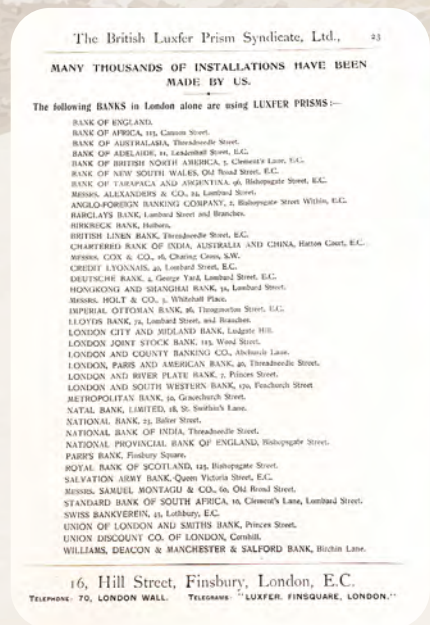 The British Luxfer Prism Syndicate, Ltd., 23
MANY THOUSANDS OF INSTALLATIONS HAVE BEEN
MADE BY US.
The following BANKS in London alone are using LUXFER PRISMS:—
BANK OF ENGLAND.
BANK OF AFRICA, 113, Cannon Street.
BANK OF AUSTRALASIA, Threadneedle Street.
BANK OF ADELAIDE, 11, Leadenhall Street, E.C.
BANK OF BRITISH NORTH AMERICA, 5, Clement's Lane, E.C.
BANK OF NEW SOUTH WALES, Old Broad Street, E.C.
BANK OF TARAPACA AND ARGENTINA, 96, Bishopsgate Street, E.C.
MESSRS. ALEXANDERS & CO., 24, Lombard Street.
ANGLO-FOREIGN BANKING COMPANY, 2, Bishopsgate Street Within, E.C.
BARCLAYS BANK, Lombard Street and Branches.
BIRKBECK BANK, Holborn.
BRITISH LINEN BANK, Threadneedle Street, E.C.
CHARTERED BANK OF INDIA, AUSTRALIA AND CHINA, Hatton Court, E.C.
MESSRS. COX & CO., 16, Charing Cross, S.W.
CREDIT LYONNAIS, 40, Lombard Street, E.C.
DEUTSCHE BANK, 4, George Yard, Lombard Street, E.C.
HONGKONG AND SHANGHAI BANK, 31, Lombard Street.
MESSRS. HOLT & CO., 3, Whitehall Place.
IMPERIAL OTTOMAN BANK, 26, Throgmorton Street, E.C.
LLOYDS BANK, 72, Lombard Street, and Branches.
LONDON CITY AND MIDLAND BANK, Ludgate Hill.
LONDON JOINT STOCK BANK, 123, Wood Street.
LONDON AND COUNTY BANKING CO., Abchurch Lane.
LONDON, PARIS AND AMERICAN BANK, 40, Threadneedle Street.
LONDON AND RIVER PLATE BANK, 7, Princes Street.
LONDON AND SOUTH WESTERN BANK, 170, Fenchurch Street
METROPOLITAN BANK, 50, Gracechurch Street.
NATAL BANK, LIMITED, 18, St. Swithin's Lane.
NATIONAL BANK, 23, Baker Street.
NATIONAL BANK OF INDIA, Threadneedle Street.
NATIONAL PROVINCIAL BANK OF ENGLAND, Bishopsgate Street.
PARR'S BANK, Finsbury Square.
ROYAL BANK OF SCOTLAND, 123, Bishopsgate Street.
SALVATION ARMY BANK, Queen Victoria Street, E.C.
MESSRS. SAMUEL MONTAGU & CO., 60, Old Broad Street.
STANDARD BANK OF SOUTH AFRICA, 10, Clement's Lane, Lombard Street.
SWISS BANKVEREIN, 43, Lothbury, E.C.
UNION OF LONDON AND SMITHS BANK, Princes Street.
UNION DISCOUNT CO. OF LONDON, Cornhill.
WILLIAMS, DEACON & MANCHESTER & SALFORD BANK, Birchin Lane.
16, Hill Street, Finsbury, London, E.C.
TELEPHONE: 70, LONDON WALL. TELEGRAMS: "LUXFER, FINSQUARE, LONDON."